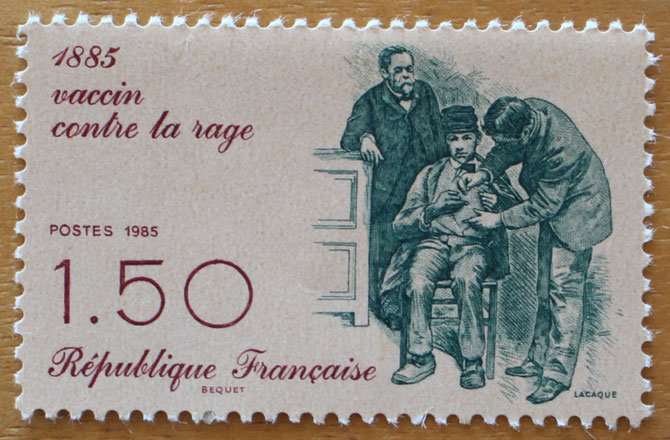 1885
vaccin
contre la rage
POSTES 1985
1.50
République Française
BEQUET
LACAQUE